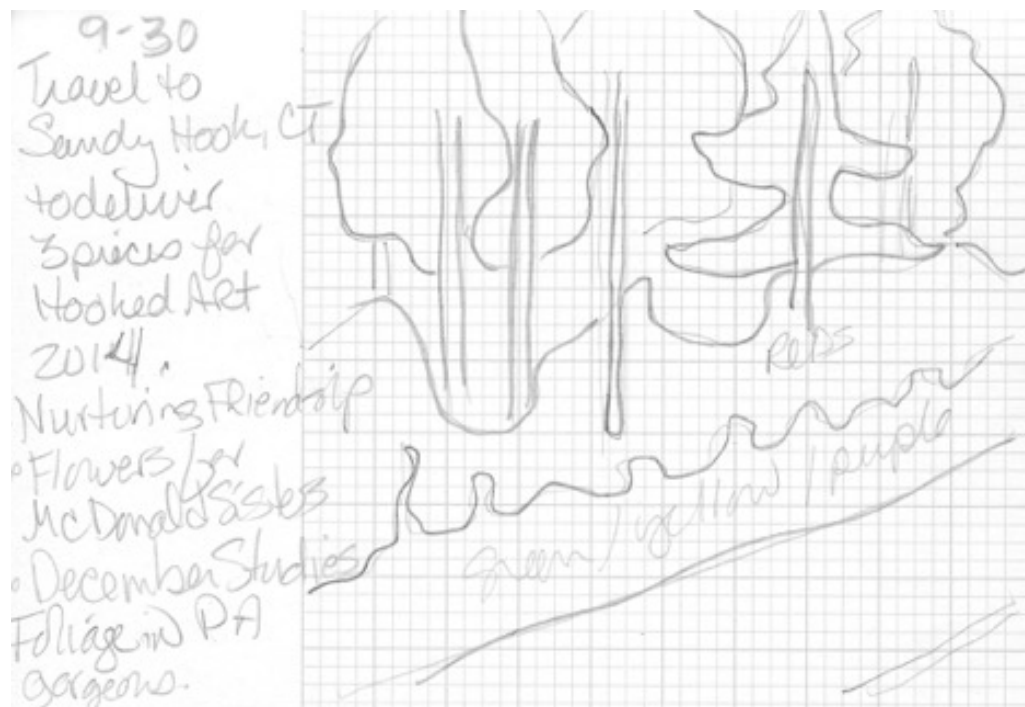 9-30
Travel to
Sandy Hook, CT
to deliver
3 pieces for
Hooked Art
2014.
Nurturing Friendship
• Flowers for
McDonald Sisters
• December Studies
Foliage in PA
gorgeous.
REDS
green / yellow / purple